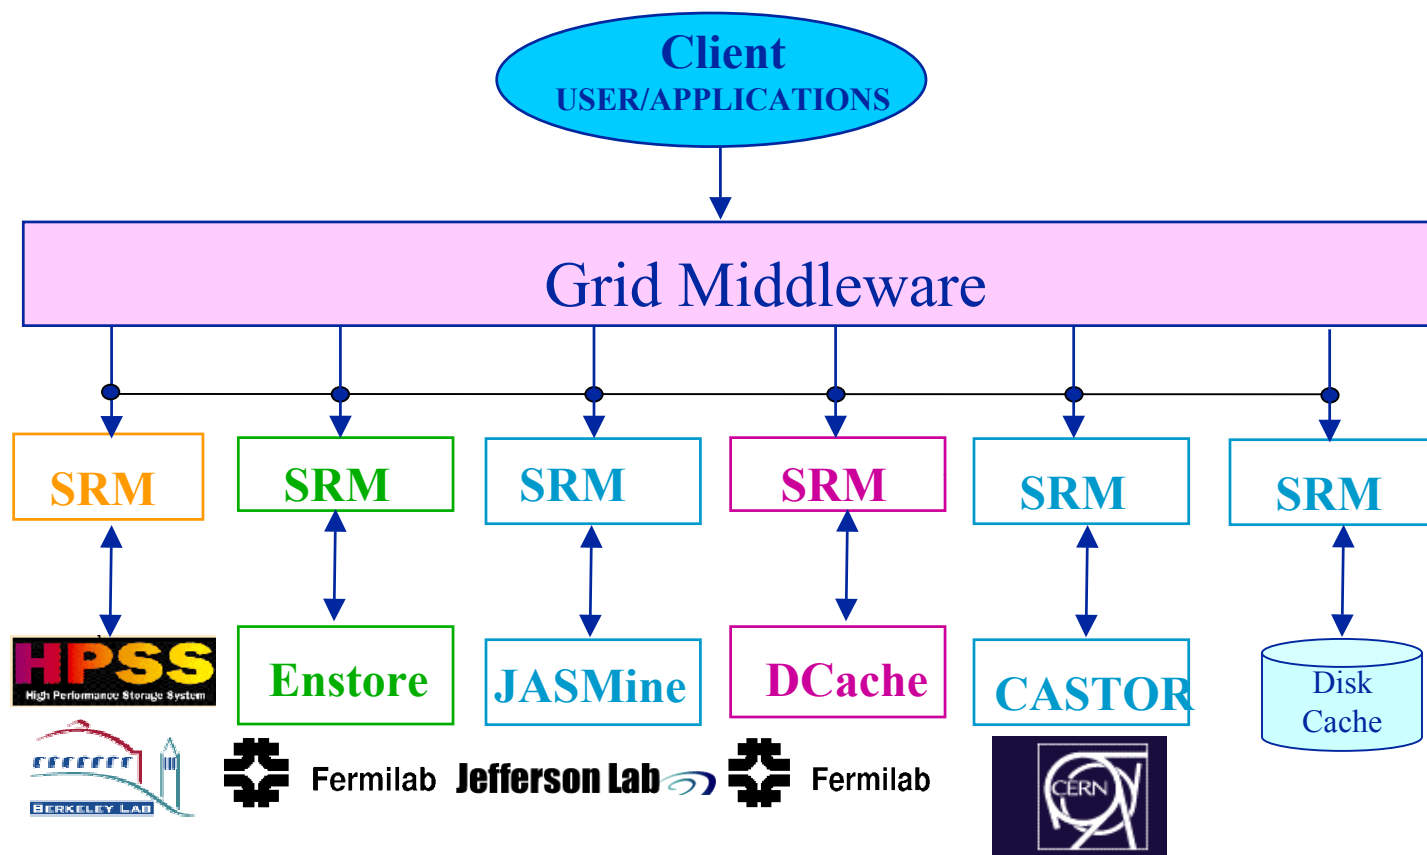 Client
USER/APPLICATIONS
Grid Middleware
SRM
SRM
SRM
SRM
SRM
SRM
HPSS
High Performance Storage System
Enstore
JASMine
DCache
CASTOR
Disk
Cache
BERKELEY LAB
Fermilab
Jefferson Lab
Fermilab
CERN